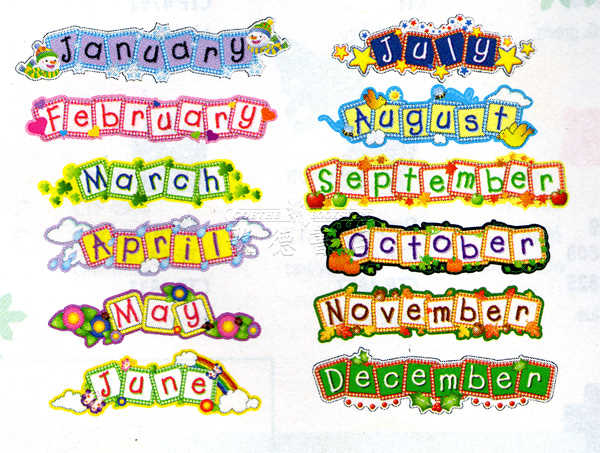 January
February
March
April
May
June
July
August
September
October
November
December